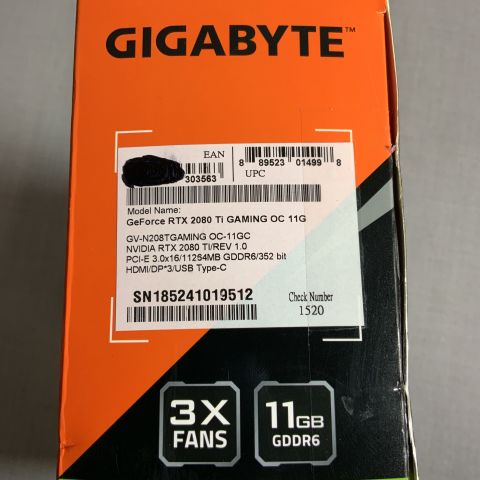 GIGABYTE™
EAN
303563
8 89523 01499 8
UPC
Model Name:
GeForce RTX 2080 Ti GAMING OC 11G
GV-N208TGAMING OC-11GC
NVIDIA RTX 2080 TI/REV 1.0
PCI-E 3.0x16/11264MB GDDR6/352 bit
HDMI/DP*3/USB Type-C
SN185241019512
Check Number
1520
3X
FANS
11GB
GDDR6